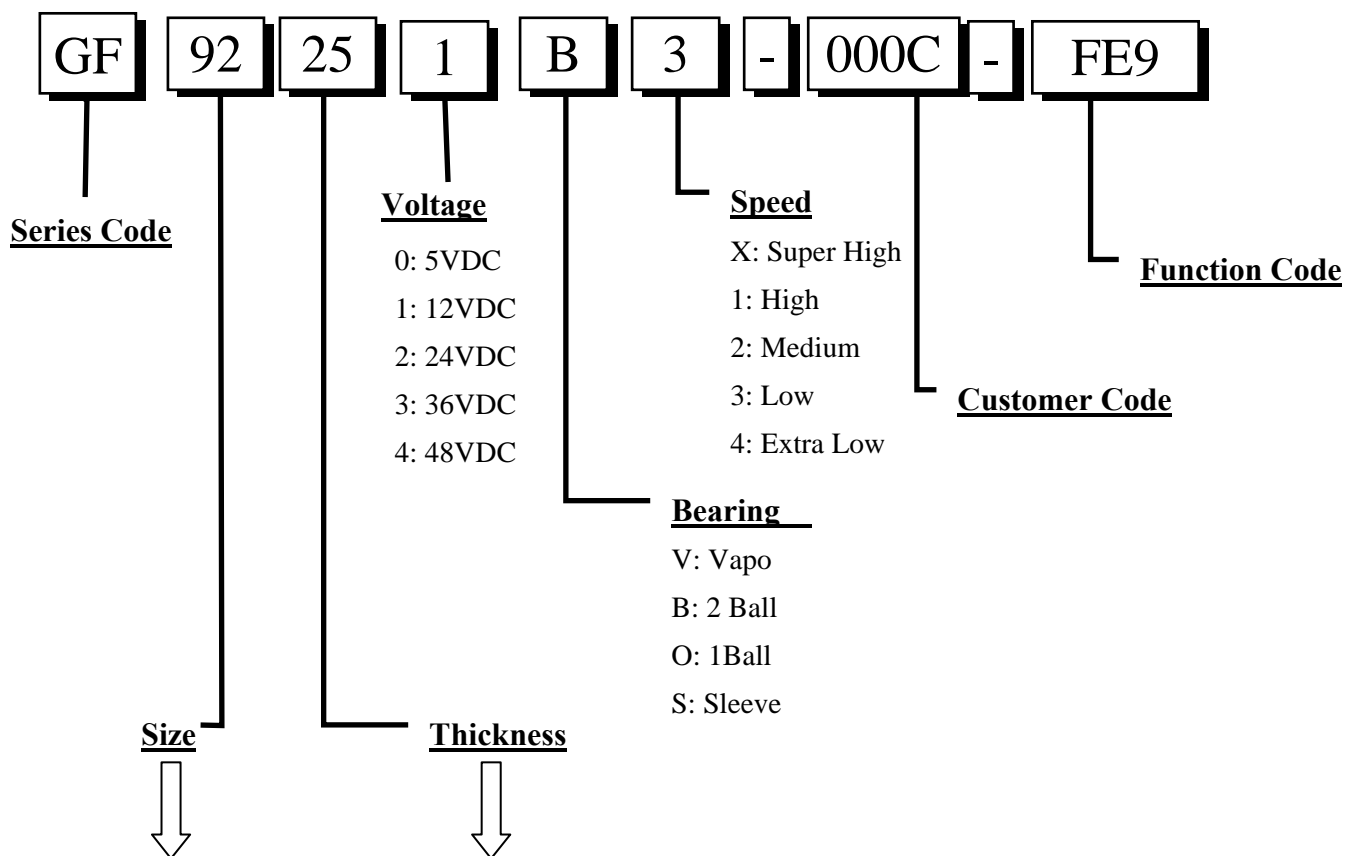 GF 92 25 1 B 3 - 000C - FE9
Series Code
Voltage
0: 5VDC
1: 12VDC
2: 24VDC
3: 36VDC
4: 48VDC
Speed
X: Super High
1: High
2: Medium
3: Low
4: Extra Low
Function Code
Customer Code
Bearing
V: Vapo
B: 2 Ball
O: 1Ball
S: Sleeve
Size
Thickness